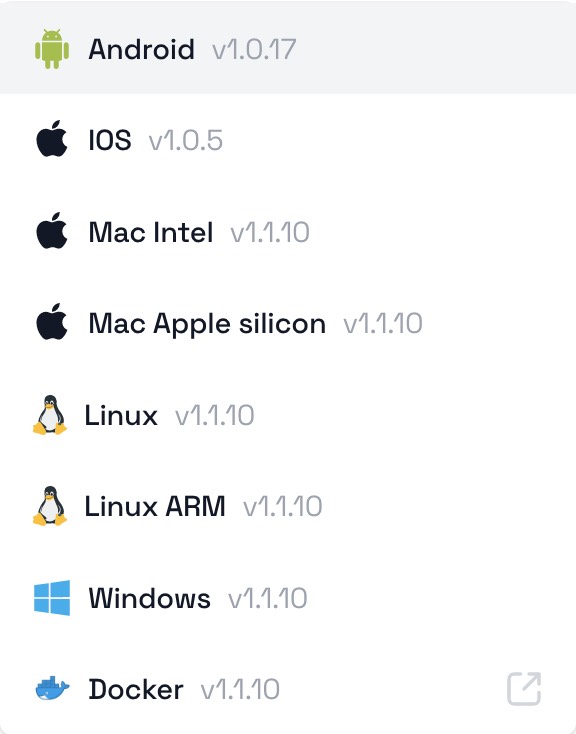 Android v1.0.17
IOS v1.0.5
Mac Intel v1.1.10
Mac Apple silicon v1.1.10
Linux v1.1.10
Linux ARM v1.1.10
Windows v1.1.10
Docker v1.1.10